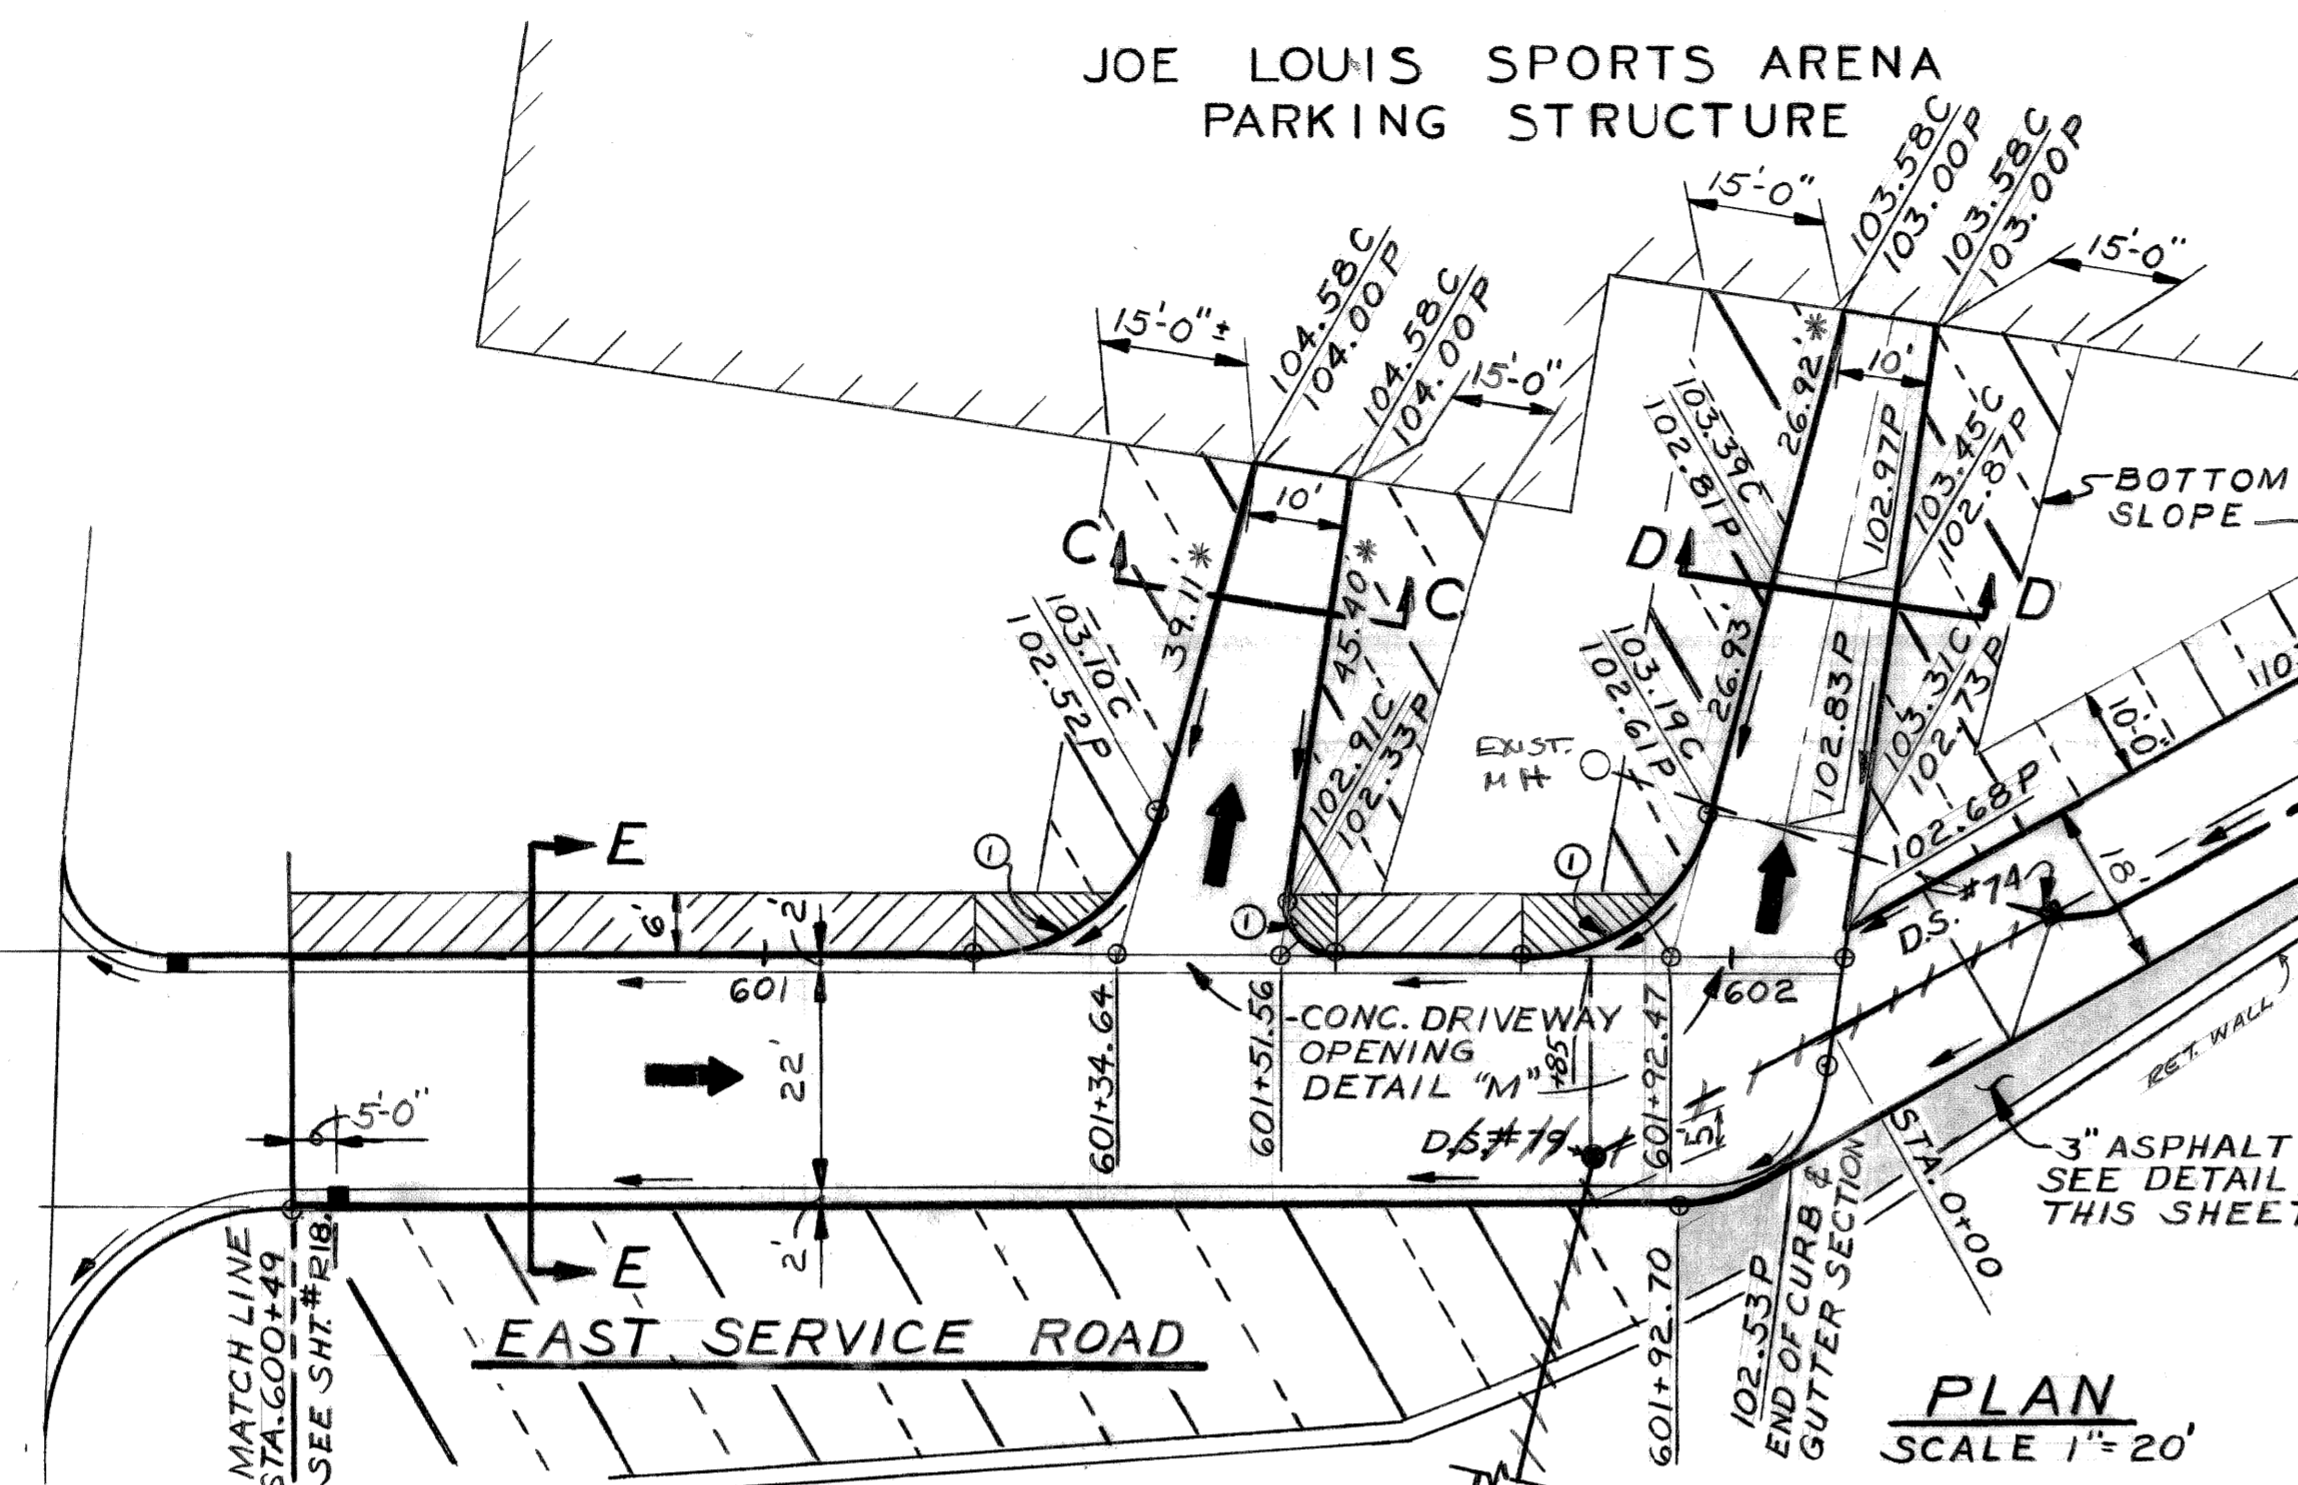 JOE LOUIS SPORTS ARENA
PARKING STRUCTURE
15'-0"
103.58C
103.00P
103.58C
103.00P
15'-0"
15'-0"±
104.58C
104.00P
104.58C
104.00P
15'-0"
10'
10'
26.92'*
103.39C
102.81P
102.97P
103.45C
102.87P
BOTTOM
SLOPE
C
C
D
D
39.11'*
45.40'*
103.10C
102.52P
102.91C
102.33P
26.93'
103.19C
102.61P
102.83P
103.31C
102.73P
EXIST.
MH
102.68P
10'-0"
10'
18'
D.S. #74
E
1
1
1
6'
2'
601
602
22'
601+34.64
601+51.56
CONC. DRIVEWAY
OPENING
DETAIL "M"
+85
601+92.47
D.S.#79
5'
5'-0"
2'
E
MATCH LINE
STA. 600+49
SEE SHT. #R18.
EAST SERVICE ROAD
601+92.70
102.53P
END OF CURB &
GUTTER SECTION
STA. 0+00
RET. WALL
3" ASPHALT
SEE DETAIL
THIS SHEET
PLAN
SCALE 1"=20'